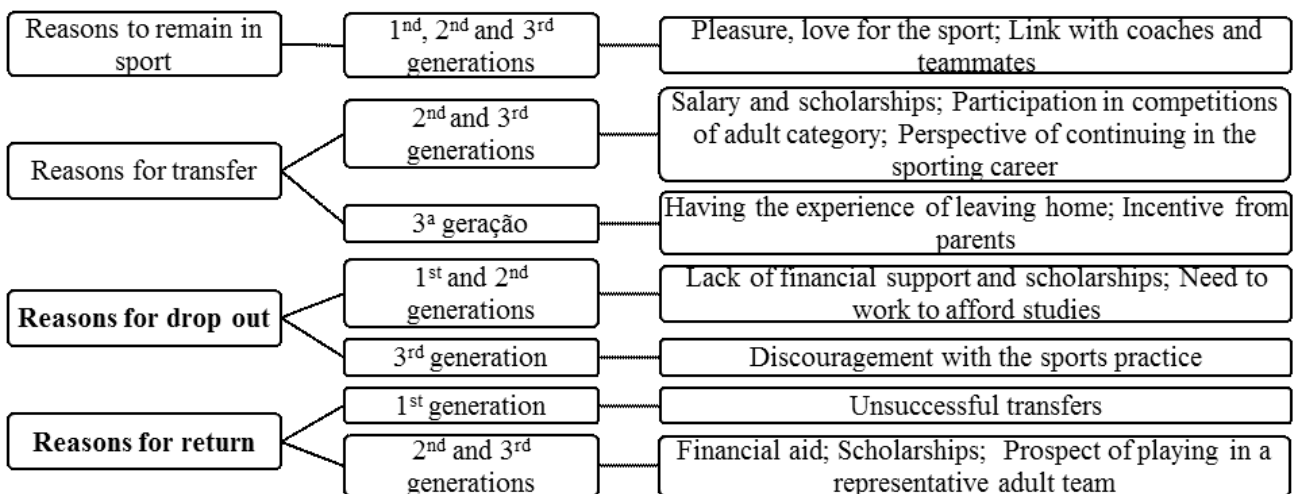 Reasons to remain in
sport
1nd, 2nd and 3rd
generations
Pleasure, love for the sport; Link with coaches and
teammates
Reasons for transfer
2nd and 3rd
generations
Salary and scholarships; Participation in competitions
of adult category; Perspective of continuing in the
sporting career
3ª geração
Having the experience of leaving home; Incentive from
parents
Reasons for drop out
1st and 2nd
generations
Lack of financial support and scholarships; Need to
work to afford studies
3rd generation
Discouragement with the sports practice
Reasons for return
1st generation
Unsuccessful transfers
2nd and 3rd
generations
Financial aid; Scholarships; Prospect of playing in a
representative adult team